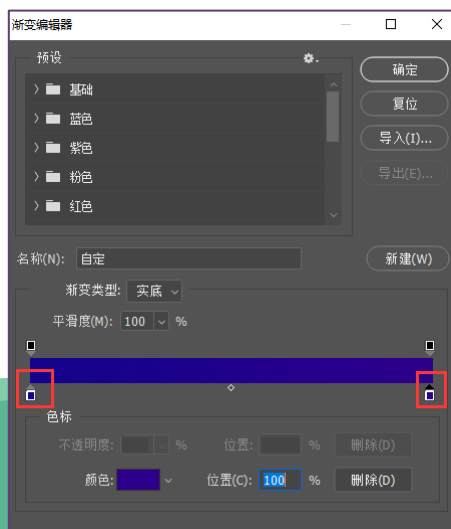 渐变编辑器
预设
确定
基础
复位
蓝色
导入(I)...
紫色
导出(E)...
粉色
红色
名称(N): 自定
新建(W)
渐变类型: 实底
平滑度(M): 100 %
色标
不透明度: % 位置: % 删除(D)
颜色: 位置(C): 100 % 删除(D)